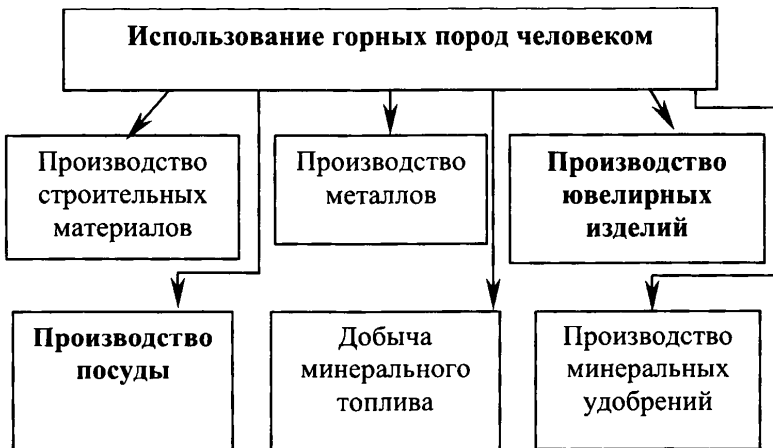 Использование горных пород человеком
Производство
строительных
материалов
Производство
металлов
Производство
ювелирных
изделий
Производство
посуды
Добыча
минерального
топлива
Производство
минеральных
удобрений